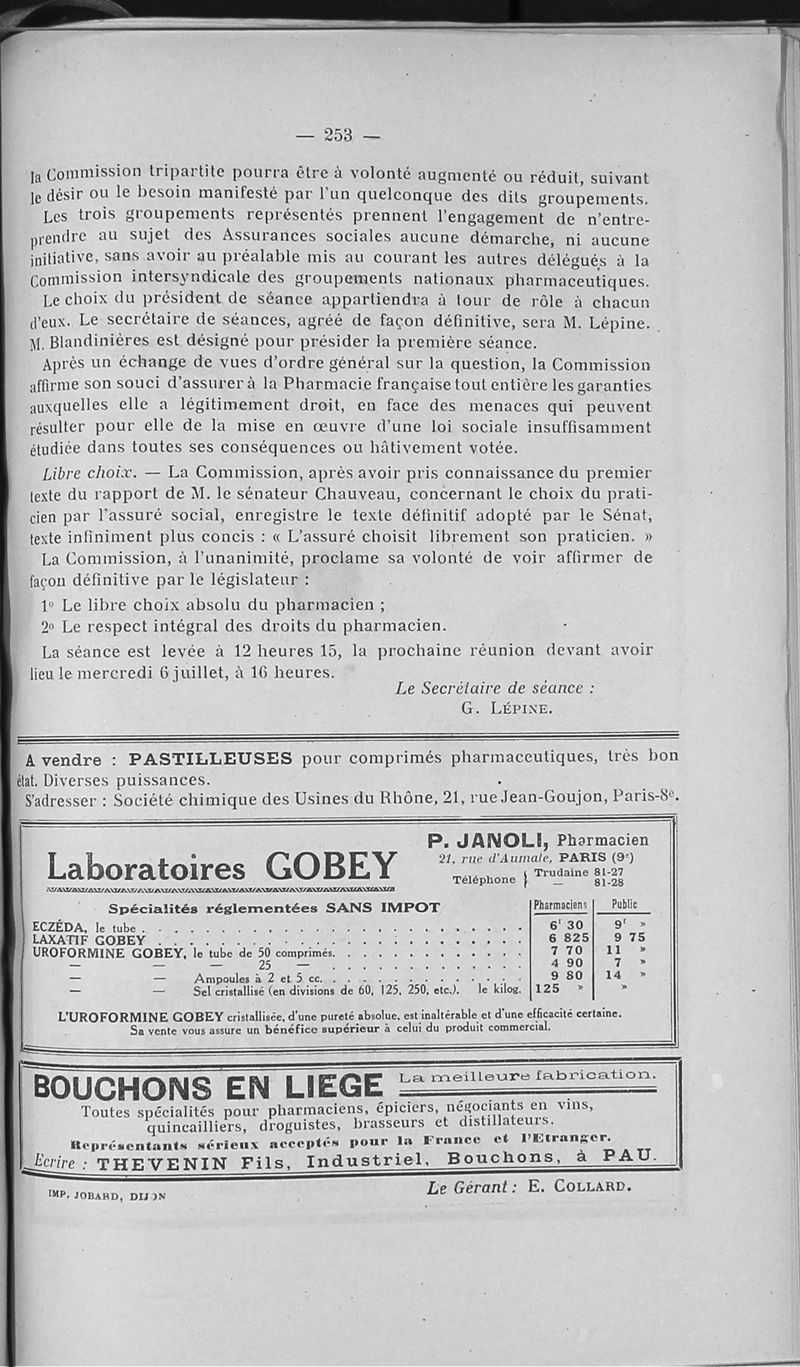 — 253 —
la Commission tripartite pourra être à volonté augmenté ou réduit, suivant
le désir ou le besoin manifesté par l'un quelconque des dits groupements.
Les trois groupements représentés prennent l'engagement de n'entre-
prendre au sujet des Assurances sociales aucune démarche, ni aucune
initiative, sans avoir au préalable mis au courant les autres délégués à la
Commission intersyndicale des groupements nationaux pharmaceutiques.
Le choix du président de séance appartiendra à tour de rôle à chacun
d'eux. Le secrétaire de séances, agréé de façon définitive, sera M. Lépine.
M. Blandinières est désigné pour présider la première séance.
Après un échange de vues d'ordre général sur la question, la Commission
affirme son souci d'assurer à la Pharmacie française tout entière les garanties
auxquelles elle a légitimement droit, en face des menaces qui peuvent
résulter pour elle de la mise en œuvre d'une loi sociale insuffisamment
étudiée dans toutes ses conséquences ou hâtivement votée.
Libre choix. — La Commission, après avoir pris connaissance du premier
texte du rapport de M. le sénateur Chauveau, concernant le choix du prati-
cien par l'assuré social, enregistre le texte définitif adopté par le Sénat,
texte infiniment plus concis : « L'assuré choisit librement son praticien. »
La Commission, à l'unanimité, proclame sa volonté de voir affirmer de
façon définitive par le législateur :
1º Le libre choix absolu du pharmacien ;
2º Le respect intégral des droits du pharmacien.
La séance est levée à 12 heures 15, la prochaine réunion devant avoir
lieu le mercredi 6 juillet, à 16 heures.
Le Secrétaire de séance :
G. LÉPINE.
A vendre : PASTILLEUSES pour comprimés pharmaceutiques, très bon
état. Diverses puissances.
S'adresser : Société chimique des Usines du Rhône, 21, rue Jean-Goujon, Paris-8e.
Laboratoires GOBEY
P. JANOLI, Pharmacien
21, rue d'Aumale, PARIS (9e)
Téléphone { Trudaine 81-27
— 81-28
Spécialités réglementées SANS IMPOT Pharmaciens Public
ECZÉDA, le tube . . . . . 6f 30 9f »
LAXATIF GOBEY . . . . . 6 825 9 75
UROFORMINE GOBEY, le tube de 50 comprimés. . . . . 7 70 11 »
— — — 25 — . . . . . 4 90 7 »
— — Ampoules à 2 et 5 cc. . . . . 9 80 14 »
— — Sel cristallisé (en divisions de 60, 125, 250, etc.). le kilog. 125 » »
L'UROFORMINE GOBEY cristallisée, d'une pureté absolue, est inaltérable et d'une efficacité certaine.
Sa vente vous assure un bénéfice supérieur à celui du produit commercial.
BOUCHONS EN LIEGE La meilleure fabrication.
Toutes spécialités pour pharmaciens, épiciers, négociants en vins,
quincailliers, droguistes, brasseurs et distillateurs.
Représentants sérieux acceptés pour la France et l'Etranger.
Ecrire : THEVENIN Fils, Industriel, Bouchons, à PAU.
IMP. JOBARD, DIJON
Le Gérant : E. COLLARD.